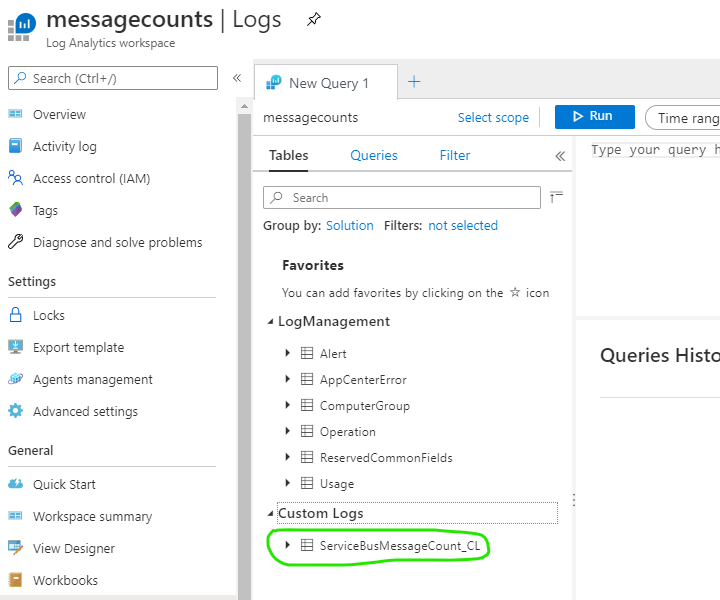 messagecounts | Logs
Log Analytics workspace
Search (Ctrl+/)
«
Overview
Activity log
Access control (IAM)
Tags
Diagnose and solve problems
Settings
Locks
Export template
Agents management
Advanced settings
General
Quick Start
Workspace summary
View Designer
Workbooks
New Query 1
+
messagecounts
Select scope
Run
Time rang
Type your query h
Tables
Queries
Filter
«
Search
Group by: Solution Filters: not selected
Favorites
You can add favorites by clicking on the ☆ icon
LogManagement
Alert
AppCenterError
ComputerGroup
Operation
ReservedCommonFields
Usage
Custom Logs
ServiceBusMessageCount_CL
Queries Histo